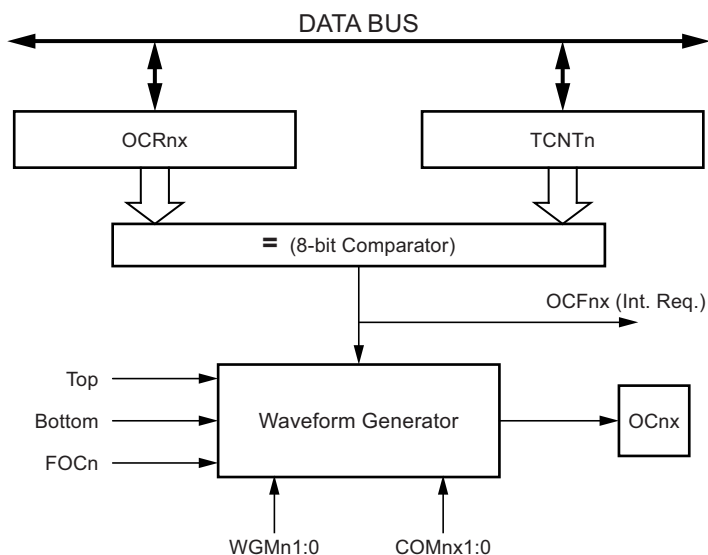 DATA BUS
OCRnx
TCNTn
= (8-bit Comparator)
OCFnx (Int. Req.)
Top
Bottom
FOCn
Waveform Generator
OCnx
WGMn1:0
COMnx1:0